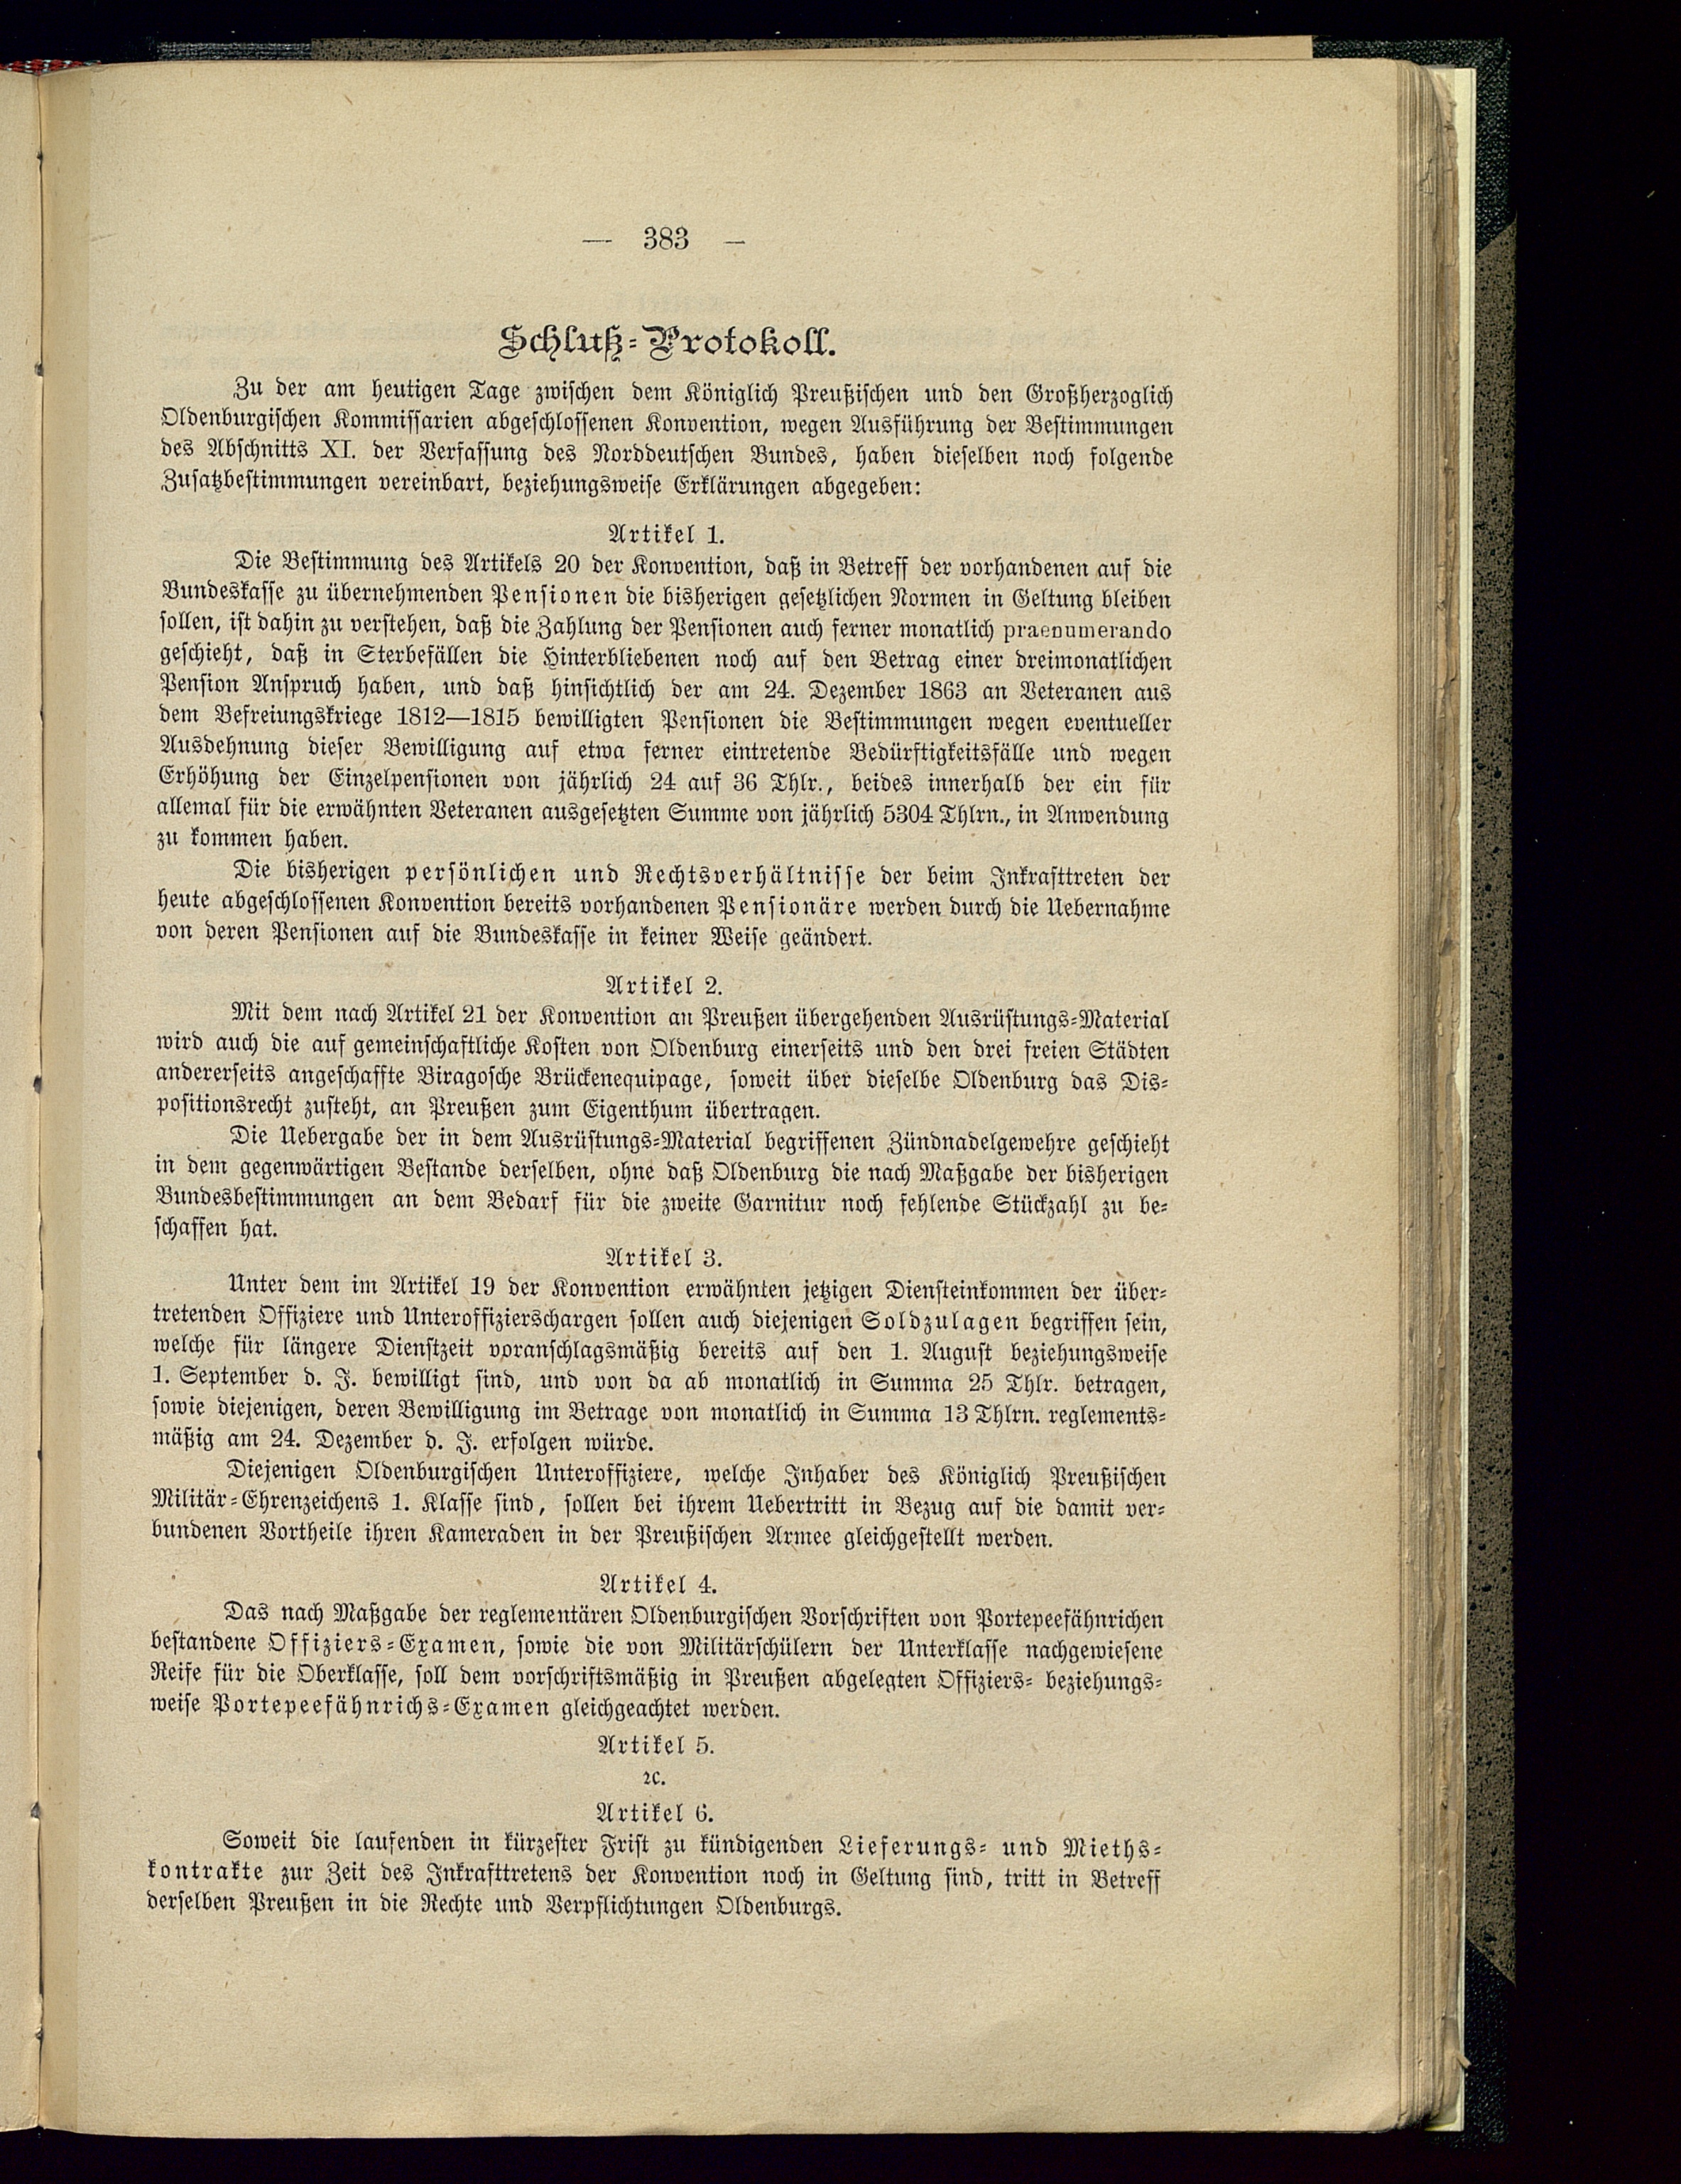 — 383 —
Schluß-Protokoll.
Zu der am heutigen Tage zwischen dem Königlich Preußischen und den Großherzoglich
Oldenburgischen Kommissarien abgeschlossenen Konvention, wegen Ausführung der Bestimmungen
des Abschnitts XI. der Verfassung des Norddeutschen Bundes, haben dieselben noch folgende
Zusatzbestimmungen vereinbart, beziehungsweise Erklärungen abgegeben:
Artikel 1.
Die Bestimmung des Artikels 20 der Konvention, daß in Betreff der vorhandenen auf die
Bundeskasse zu übernehmenden Pensionen die bisherigen gesetzlichen Normen in Geltung bleiben
sollen, ist dahin zu verstehen, daß die Zahlung der Pensionen auch ferner monatlich praenumerando
geschieht, daß in Sterbefällen die Hinterbliebenen noch auf den Betrag einer dreimonatlichen
Pension Anspruch haben, und daß hinsichtlich der am 24. Dezember 1863 an Veteranen aus
dem Befreiungskriege 1812—1815 bewilligten Pensionen die Bestimmungen wegen eventueller
Ausdehnung dieser Bewilligung auf etwa ferner eintretende Bedürftigkeitsfälle und wegen
Erhöhung der Einzelpensionen von jährlich 24 auf 36 Thlr., beides innerhalb der ein für
allemal für die erwähnten Veteranen ausgesetzten Summe von jährlich 5304 Thlrn., in Anwendung
zu kommen haben.
Die bisherigen persönlichen und Rechtsverhältnisse der beim Inkrafttreten der
heute abgeschlossenen Konvention bereits vorhandenen Pensionäre werden durch die Uebernahme
von deren Pensionen auf die Bundeskasse in keiner Weise geändert.
Artikel 2.
Mit dem nach Artikel 21 der Konvention an Preußen übergehenden Ausrüstungs-Material
wird auch die auf gemeinschaftliche Kosten von Oldenburg einerseits und den drei freien Städten
andererseits angeschaffte Biragosche Brückenequipage, soweit über dieselbe Oldenburg das Dis-
positionsrecht zusteht, an Preußen zum Eigenthum übertragen.
Die Uebergabe der in dem Ausrüstungs-Material begriffenen Zündnadelgewehre geschieht
in dem gegenwärtigen Bestande derselben, ohne daß Oldenburg die nach Maßgabe der bisherigen
Bundesbestimmungen an dem Bedarf für die zweite Garnitur noch fehlende Stückzahl zu be-
schaffen hat.
Artikel 3.
Unter dem im Artikel 19 der Konvention erwähnten jetzigen Diensteinkommen der über-
tretenden Offiziere und Unteroffizierschargen sollen auch diejenigen Soldzulagen begriffen sein,
welche für längere Dienstzeit voranschlagsmäßig bereits auf den 1. August beziehungsweise
1. September d. J. bewilligt sind, und von da ab monatlich in Summa 25 Thlr. betragen,
sowie diejenigen, deren Bewilligung im Betrage von monatlich in Summa 13 Thlrn. reglements-
mäßig am 24. Dezember d. J. erfolgen würde.
Diejenigen Oldenburgischen Unteroffiziere, welche Inhaber des Königlich Preußischen
Militär-Ehrenzeichens 1. Klasse sind, sollen bei ihrem Uebertritt in Bezug auf die damit ver-
bundenen Vortheile ihren Kameraden in der Preußischen Armee gleichgestellt werden.
Artikel 4.
Das nach Maßgabe der reglementären Oldenburgischen Vorschriften von Portepeefähnrichen
bestandene Offiziers-Examen, sowie die von Militärschülern der Unterklasse nachgewiesene
Reife für die Oberklasse, soll dem vorschriftsmäßig in Preußen abgelegten Offiziers- beziehungs-
weise Portepeefähnrichs-Examen gleichgeachtet werden.
Artikel 5.
ꝛc.
Artikel 6.
Soweit die laufenden in kürzester Frist zu kündigenden Lieferungs- und Mieths-
kontrakte zur Zeit des Inkrafttretens der Konvention noch in Geltung sind, tritt in Betreff
derselben Preußen in die Rechte und Verpflichtungen Oldenburgs.